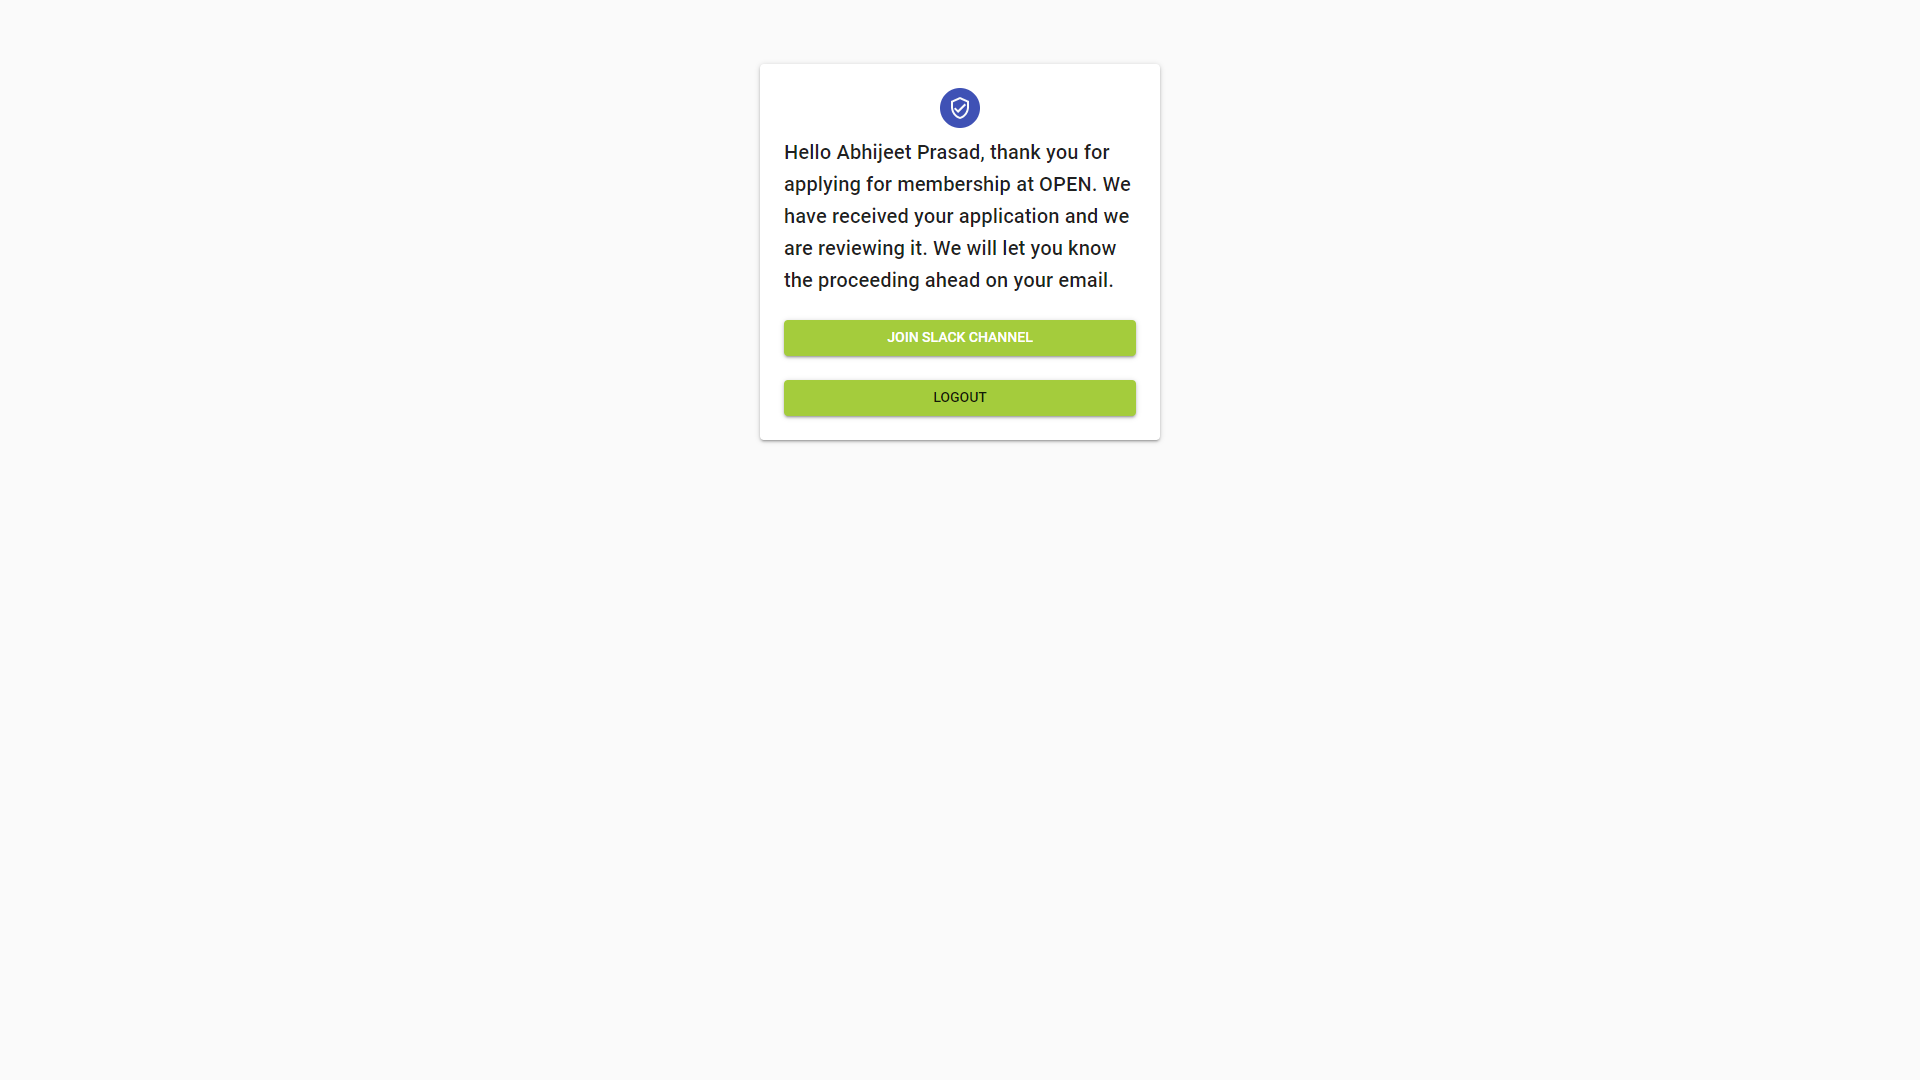 Hello Abhijeet Prasad, thank you for
applying for membership at OPEN. We
have received your application and we
are reviewing it. We will let you know
the proceeding ahead on your email.
JOIN SLACK CHANNEL
LOGOUT